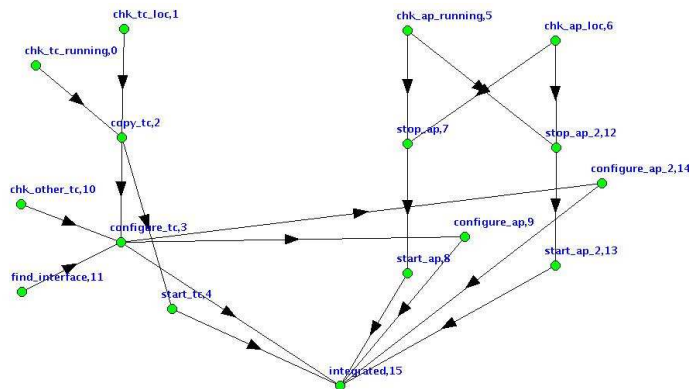 chk_tc_loc,1
chk_ap_running,5
chk_ap_loc,6
chk_tc_running,0
copy_tc,2
stop_ap,7
stop_ap_2,12
configure_ap_2,14
chk_other_tc,10
configure_tc,3
configure_ap,9
start_ap,8
start_ap_2,13
find_interface,11
start_tc,4
integrated,15